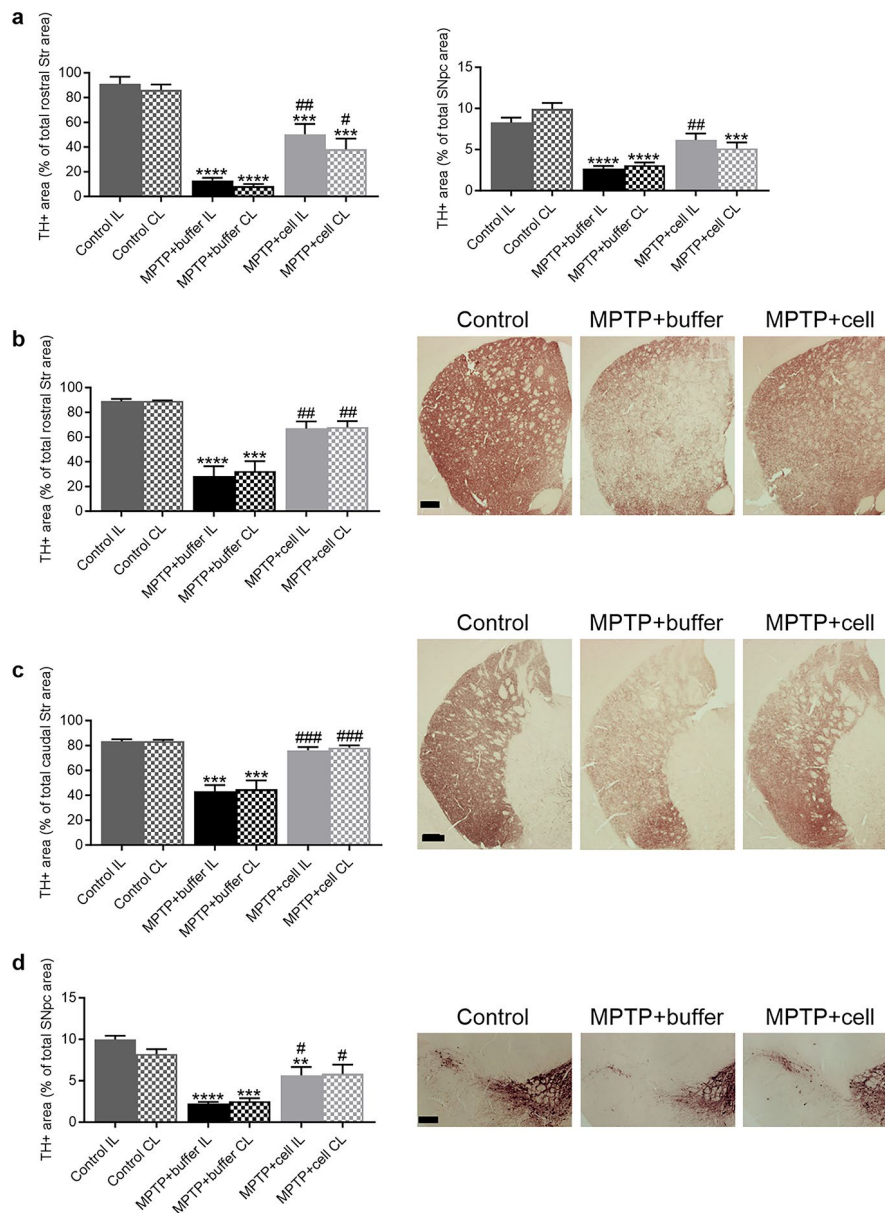 a
TH+ area (% of total rostral Str area)
100
80
60
40
20
0
****
****
##
***
#
***
Control IL
Control CL
MPTP+buffer IL
MPTP+buffer CL
MPTP+cell IL
MPTP+cell CL
TH+ area (% of total SNpc area)
15
10
5
0
****
****
##
***
Control IL
Control CL
MPTP+buffer IL
MPTP+buffer CL
MPTP+cell IL
MPTP+cell CL
b
TH+ area (% of total rostral Str area)
100
80
60
40
20
0
****
***
##
##
Control IL
Control CL
MPTP+buffer IL
MPTP+buffer CL
MPTP+cell IL
MPTP+cell CL
Control
MPTP+buffer
MPTP+cell
c
TH+ area (% of total caudal Str area)
100
80
60
40
20
0
***
***
###
###
Control IL
Control CL
MPTP+buffer IL
MPTP+buffer CL
MPTP+cell IL
MPTP+cell CL
Control
MPTP+buffer
MPTP+cell
d
TH+ area (% of total SNpc area)
15
10
5
0
****
***
#
**
#
Control IL
Control CL
MPTP+buffer IL
MPTP+buffer CL
MPTP+cell IL
MPTP+cell CL
Control
MPTP+buffer
MPTP+cell